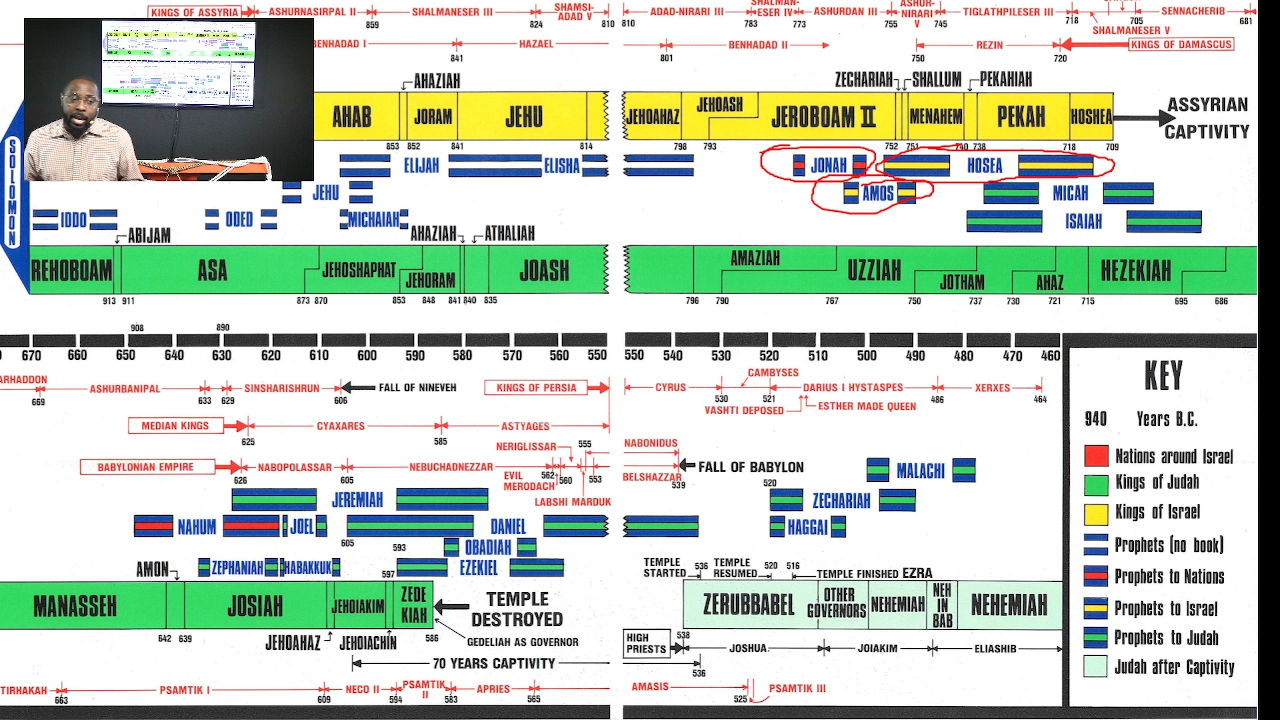 KINGS OF ASSYRIA ASHURNASIRPAL II SHALMANESER III SHAMSI-ADAD V
859 824 810
BENHADAD I HAZAEL
841
AHAZIAH
AHAB JORAM JEHU
853 852 841 814
ELIJAH ELISHA
JEHU
IDDO ODED MICHAIAH
SOLOMON
ABIJAM AHAZIAH ATHALIAH
REHOBOAM ASA JEHOSHAPHAT JEHORAM JOASH
913 911 873 870 853 848 841 840 835
810 ADAD-NIRARI III SHALMAN-ESER IV ASHURDAN III ASHUR-NIRARI V TIGLATHPILESER III SENNACHERIB
783 773 755 745 718 705 681
SHALMANESER V
BENHADAD II REZIN KINGS OF DAMASCUS
801 750 720
ZECHARIAH SHALLUM PEKAHIAH
JEHOAHAZ JEHOASH JEROBOAM II MENAHEM PEKAH HOSHEA
ASSYRIAN CAPTIVITY
798 793 752 751 740 738 718 709
JONAH HOSEA
AMOS MICAH
ISAIAH
AMAZIAH UZZIAH JOTHAM AHAZ HEZEKIAH
796 790 767 750 737 730 721 715 695 686
908 890
670 660 650 640 630 620 610 600 590 580 570 560 550
ARHADDON ASHURBANIPAL SINSHARISHRUN FALL OF NINEVEH KINGS OF PERSIA
669 633 629 606
MEDIAN KINGS CYAXARES ASTYAGES
625 585
NERIGLISSAR 555
BABYLONIAN EMPIRE NABOPOLASSAR NEBUCHADNEZZAR
626 605 562 560 553
EVIL MERODACH
LABSHI MARDUK
JEREMIAH
NAHUM JOEL DANIEL
605 593
OBADIAH
ZEPHANIAH HABAKKUK EZEKIEL
AMON 597
MANASSEH JOSIAH JEHOIAKIM ZEDEKIAH
TEMPLE DESTROYED
642 639 586
JEHOAHAZ JEHOIACHIN GEDELIAH AS GOVERNOR
70 YEARS CAPTIVITY
TIRHAKAH PSAMTIK I NECO II PSAMTIK II APRIES
663 609 594 583 565
550 540 530 520 510 500 490 480 470 460
CAMBYSES
CYRUS DARIUS I HYSTASPES XERXES
530 521 486 464
VASHTI DEPOSED ESTHER MADE QUEEN
NABONIDUS
FALL OF BABYLON
BELSHAZZAR 539
MALACHI
520
ZECHARIAH
HAGGAI
TEMPLE STARTED 536 TEMPLE RESUMED 520 516 TEMPLE FINISHED EZRA
ZERUBBABEL OTHER GOVERNORS NEHEMIAH NEH IN BAB NEHEMIAH
HIGH PRIESTS 538 JOSHUA JOIAKIM ELIASHIB
536
AMASIS PSAMTIK III
525
KEY
940 Years B.C.
Nations around Israel
Kings of Judah
Kings of Israel
Prophets (no book)
Prophets to Nations
Prophets to Israel
Prophets to Judah
Judah after Captivity